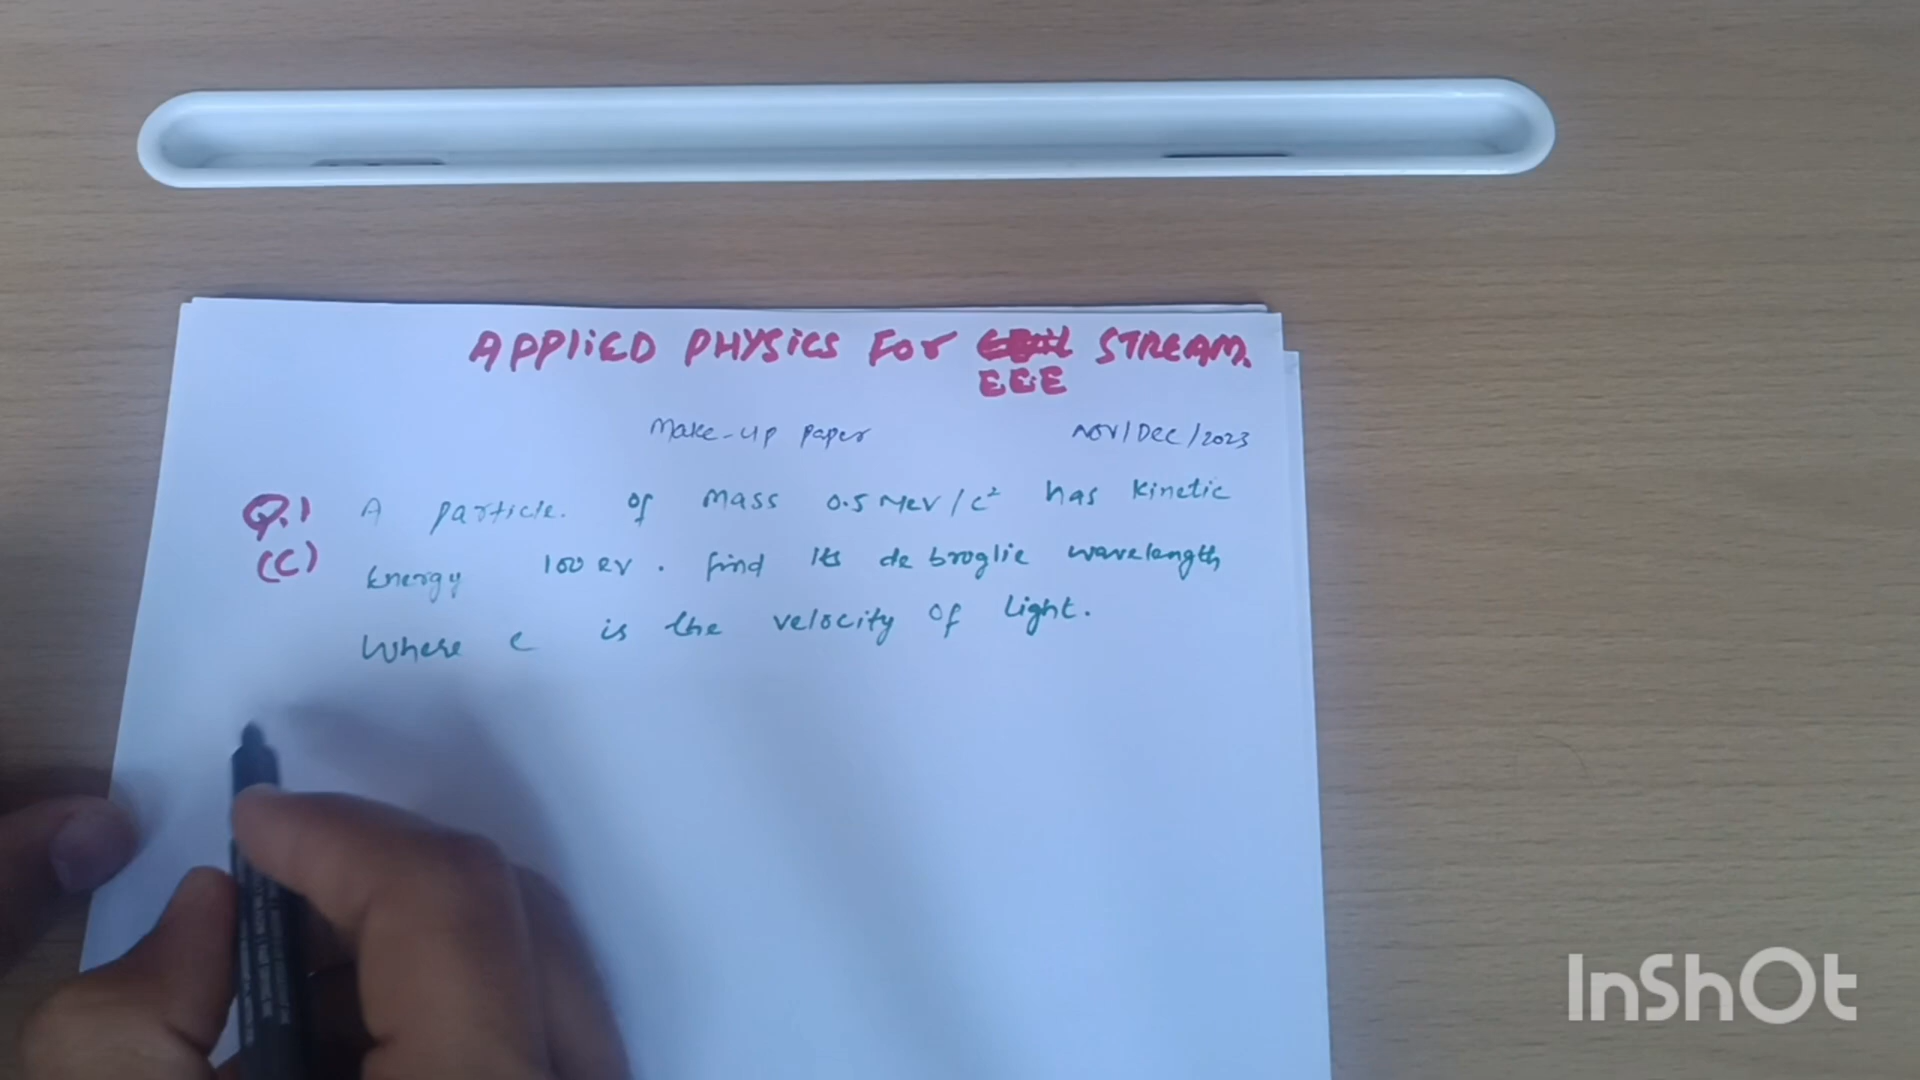 APPLIED PHYSICS FOR STREAM.
EEE
Make-up paper Nov/Dec/2023
Q.1 A particle. of mass 0.5 MeV/c² has kinetic
(C) Energy 100 ev. find its de broglie wavelength
Where c is the velocity of light.
InShOt